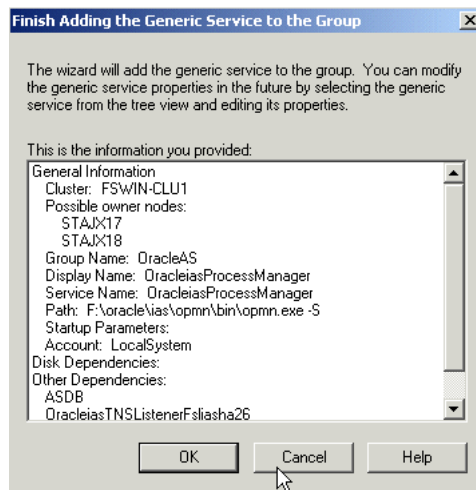 Finish Adding the Generic Service to the Group
The wizard will add the generic service to the group. You can modify
the generic service properties in the future by selecting the generic
service from the tree view and editing its properties.
This is the information you provided:
General Information
Cluster: FSWIN-CLU1
Possible owner nodes:
STAJX17
STAJX18
Group Name: OracleAS
Display Name: OracleiasProcessManager
Service Name: OracleiasProcessManager
Path: F:\oracle\ias\opmn\bin\opmn.exe -S
Startup Parameters:
Account: LocalSystem
Disk Dependencies:
Other Dependencies:
ASDB
OracleiasTNSListenerFsliasha26
OK
Cancel
Help